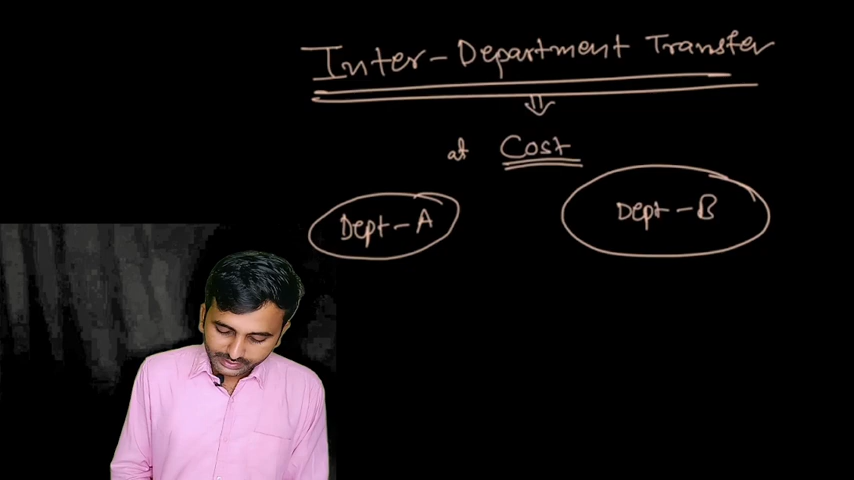 Inter-Department Transfer
at Cost
Dept-A
Dept-B